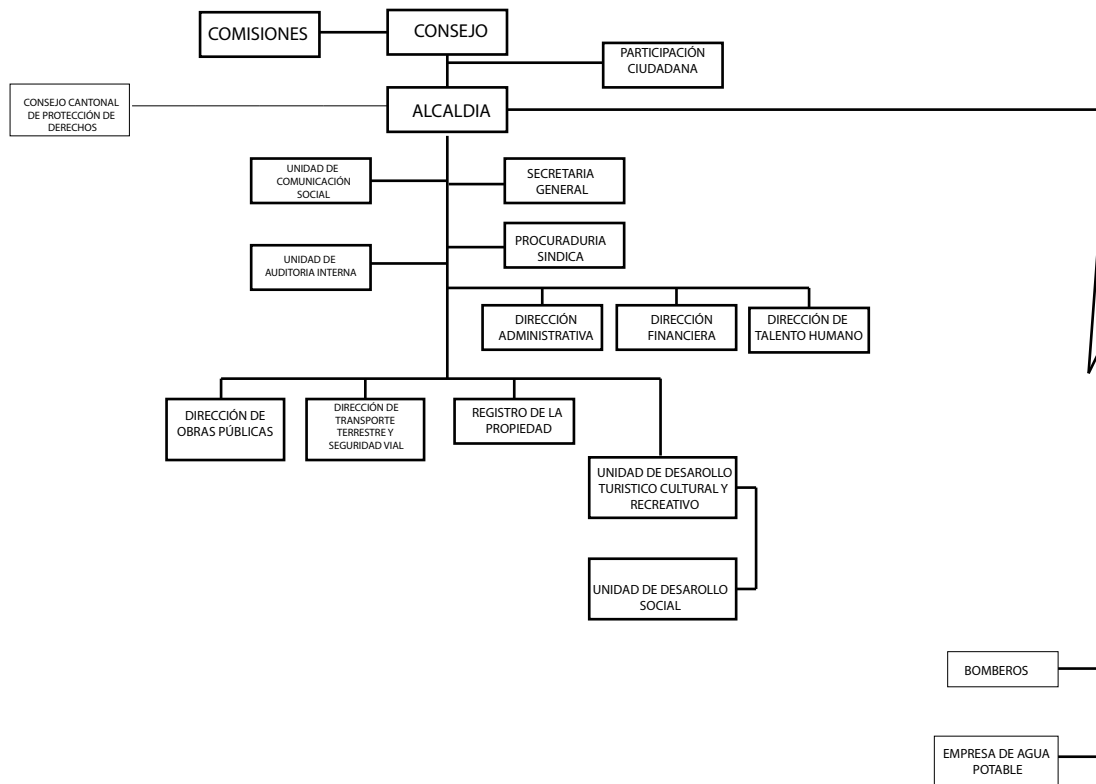 COMISIONES
CONSEJO
PARTICIPACIÓN
CIUDADANA
CONSEJO CANTONAL
DE PROTECCIÓN DE
DERECHOS
ALCALDIA
UNIDAD DE
COMUNICACIÓN
SOCIAL
SECRETARIA
GENERAL
UNIDAD DE
AUDITORIA INTERNA
PROCURADURIA
SINDICA
DIRECCIÓN
ADMINISTRATIVA
DIRECCIÓN
FINANCIERA
DIRECCIÓN DE
TALENTO HUMANO
DIRECCIÓN DE
OBRAS PÚBLICAS
DIRECCIÓN DE
TRANSPORTE
TERRESTRE Y
SEGURIDAD VIAL
REGISTRO DE LA
PROPIEDAD
UNIDAD DE DESAROLLO
TURISTICO CULTURAL Y
RECREATIVO
UNIDAD DE DESAROLLO
SOCIAL
BOMBEROS
EMPRESA DE AGUA
POTABLE